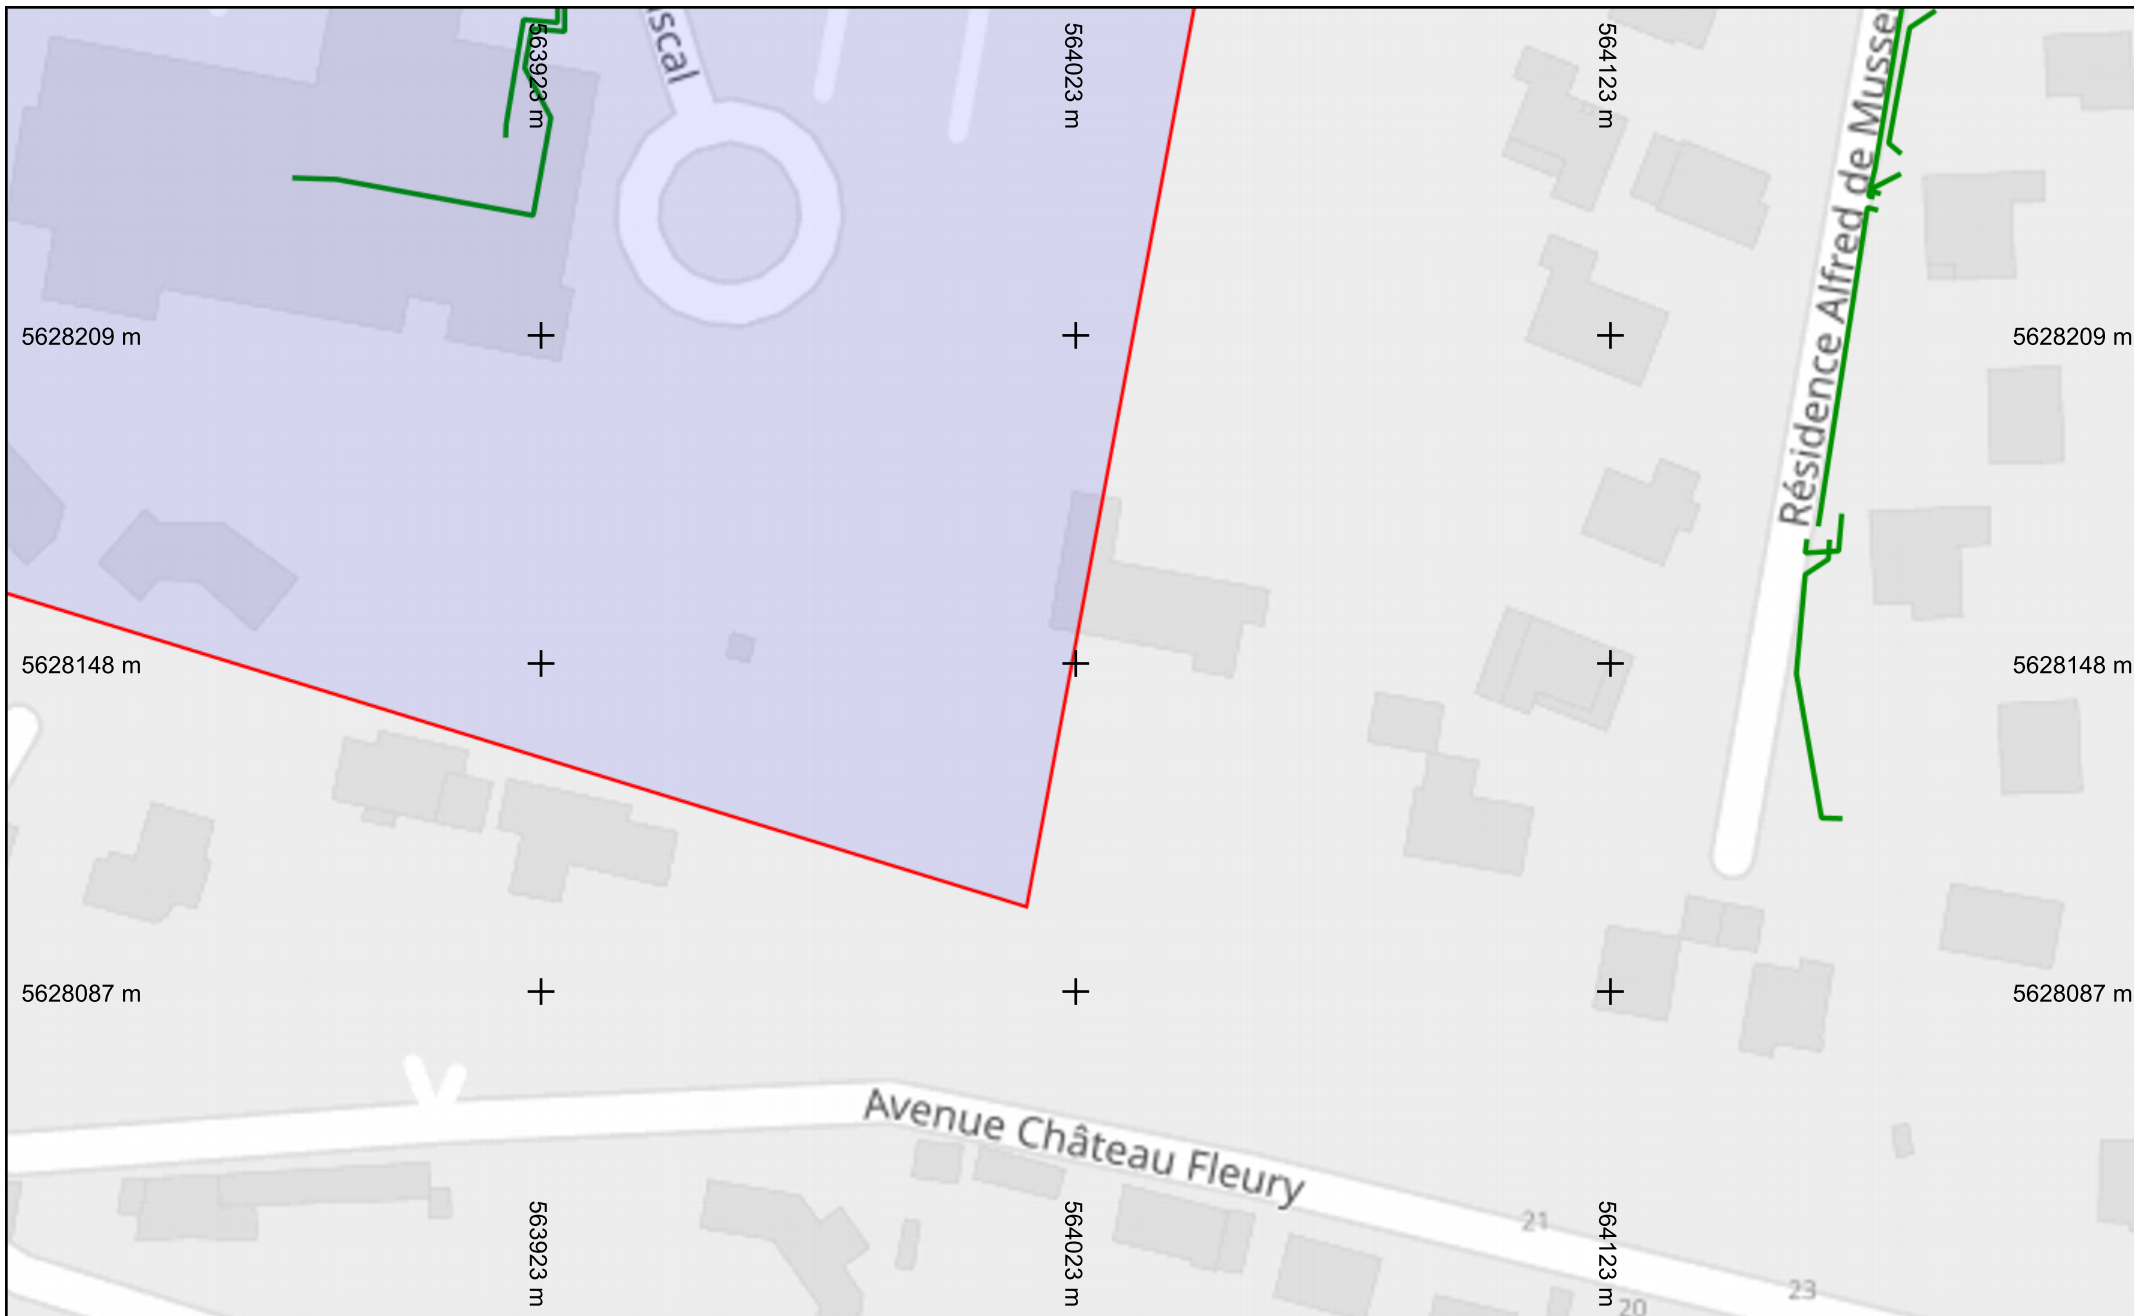 scal
563923 m
564023 m
564123 m
Résidence Alfred de Musse
5628209 m
5628209 m
5628148 m
5628148 m
5628087 m
5628087 m
Avenue Château Fleury
563923 m
564023 m
564123 m
21
23
20